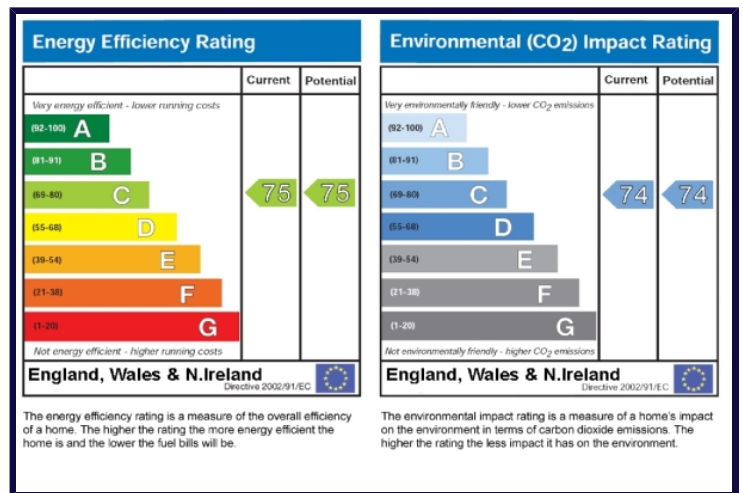 Energy Efficiency Rating
Current Potential
Very energy efficient - lower running costs
(92-100) A
(81-91) B
(69-80) C 75 75
(55-68) D
(39-54) E
(21-38) F
(1-20) G
Not energy efficient - higher running costs
England, Wales & N.Ireland
Directive 2002/91/EC
The energy efficiency rating is a measure of the overall efficiency
of a home. The higher the rating the more energy efficient the
home is and the lower the fuel bills will be.
Environmental (CO2) Impact Rating
Current Potential
Very environmentally friendly - lower CO2 emissions
(92-100) A
(81-91) B
(69-80) C 74 74
(55-68) D
(39-54) E
(21-38) F
(1-20) G
Not environmentally friendly - higher CO2 emissions
England, Wales & N.Ireland
Directive 2002/91/EC
The environmental impact rating is a measure of a home's impact
on the environment in terms of carbon dioxide emissions. The
higher the rating the less impact it has on the environment.